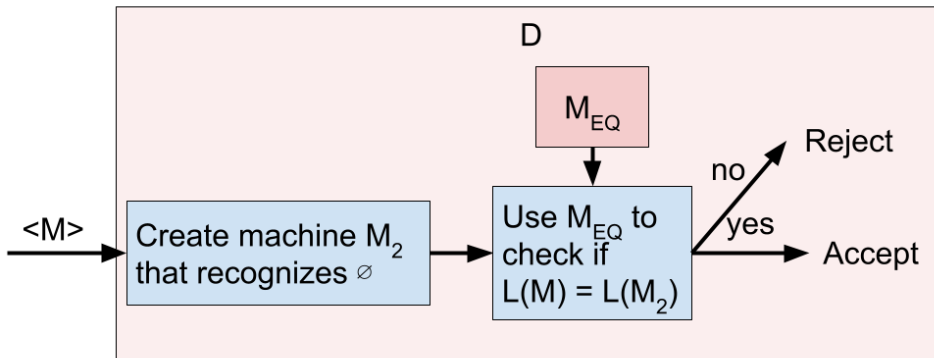 D
M_EQ
Reject
no
<M>
Create machine M_2
that recognizes ∅
Use M_EQ to
check if
L(M) = L(M_2)
yes
Accept